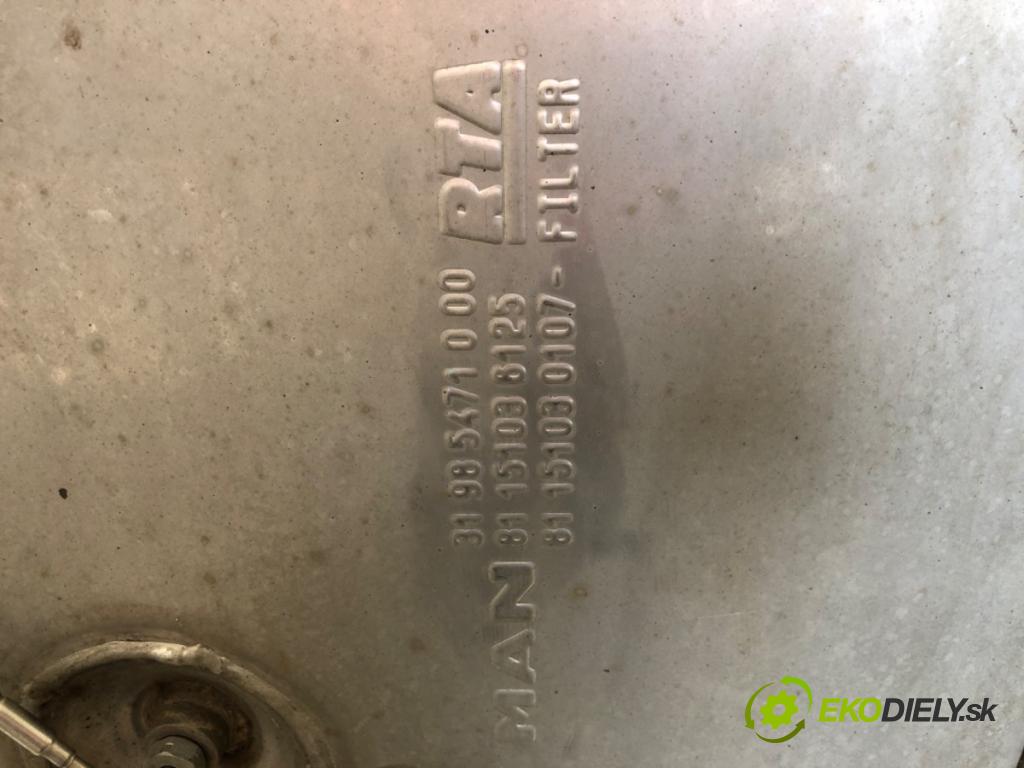 31 98 5471 0 00 RTA
MAN 81 15103 6125
81 15103 0107 - FILTER
EKODIELY.sk